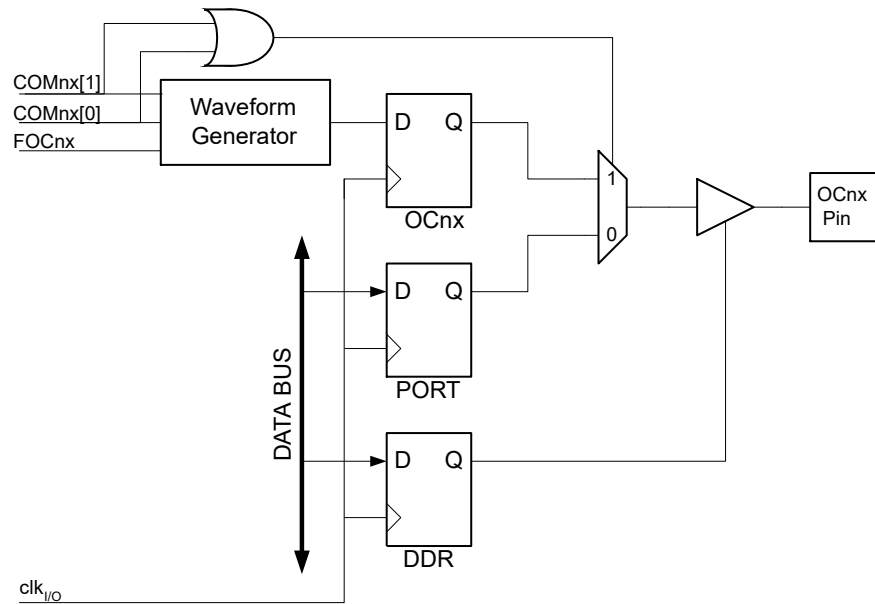 COMnx[1]
COMnx[0]
FOCnx
Waveform
Generator
D Q
OCnx
1
0
OCnx
Pin
D Q
PORT
DATA BUS
D Q
DDR
clkI/O